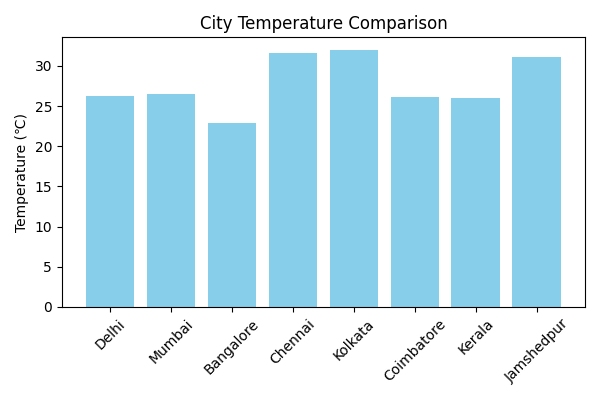 City Temperature Comparison
Temperature (℃)
30
25
20
15
10
5
0
Delhi
Mumbai
Bangalore
Chennai
Kolkata
Coimbatore
Kerala
Jamshedpur